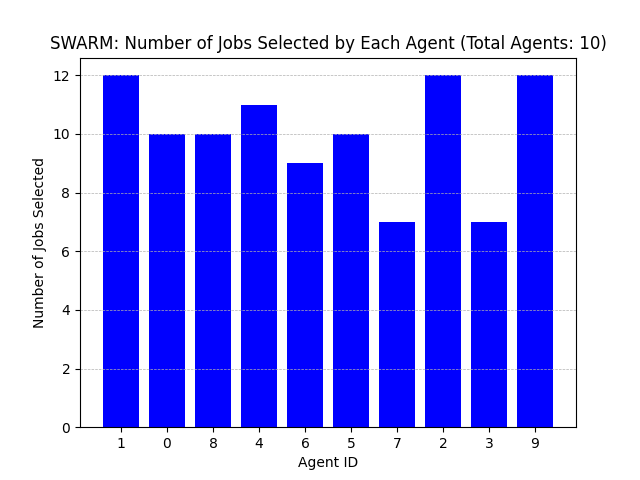 SWARM: Number of Jobs Selected by Each Agent (Total Agents: 10)
12
10
8
6
4
2
0
Number of Jobs Selected
1 0 8 4 6 5 7 2 3 9
Agent ID